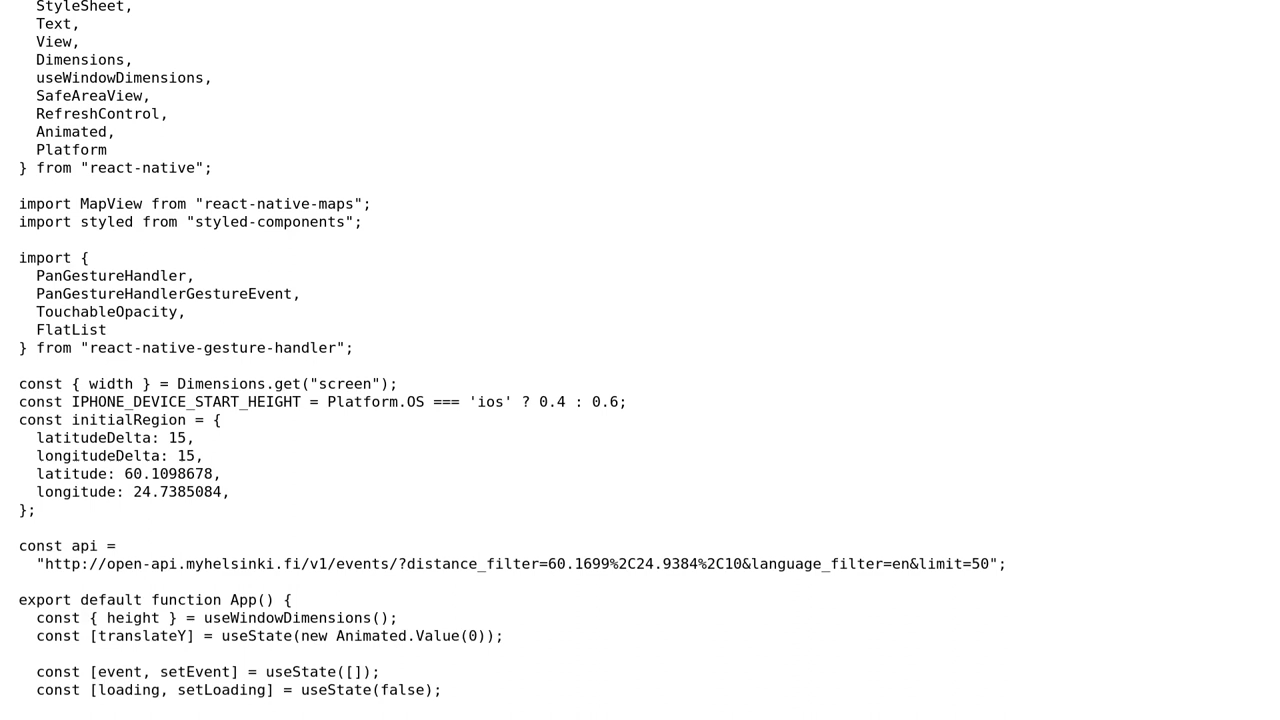 StyleSheet,
Text,
View,
Dimensions,
useWindowDimensions,
SafeAreaView,
RefreshControl,
Animated,
Platform
} from "react-native";
import MapView from "react-native-maps";
import styled from "styled-components";
import {
PanGestureHandler,
PanGestureHandlerGestureEvent,
TouchableOpacity,
FlatList
} from "react-native-gesture-handler";
const { width } = Dimensions.get("screen");
const IPHONE_DEVICE_START_HEIGHT = Platform.OS === 'ios' ? 0.4 : 0.6;
const initialRegion = {
latitudeDelta: 15,
longitudeDelta: 15,
latitude: 60.1098678,
longitude: 24.7385084,
};
const api =
"http://open-api.myhelsinki.fi/v1/events/?distance_filter=60.1699%2C24.9384%2C10&language_filter=en&limit=50";
export default function App() {
const { height } = useWindowDimensions();
const [translateY] = useState(new Animated.Value(0));
const [event, setEvent] = useState([]);
const [loading, setLoading] = useState(false);